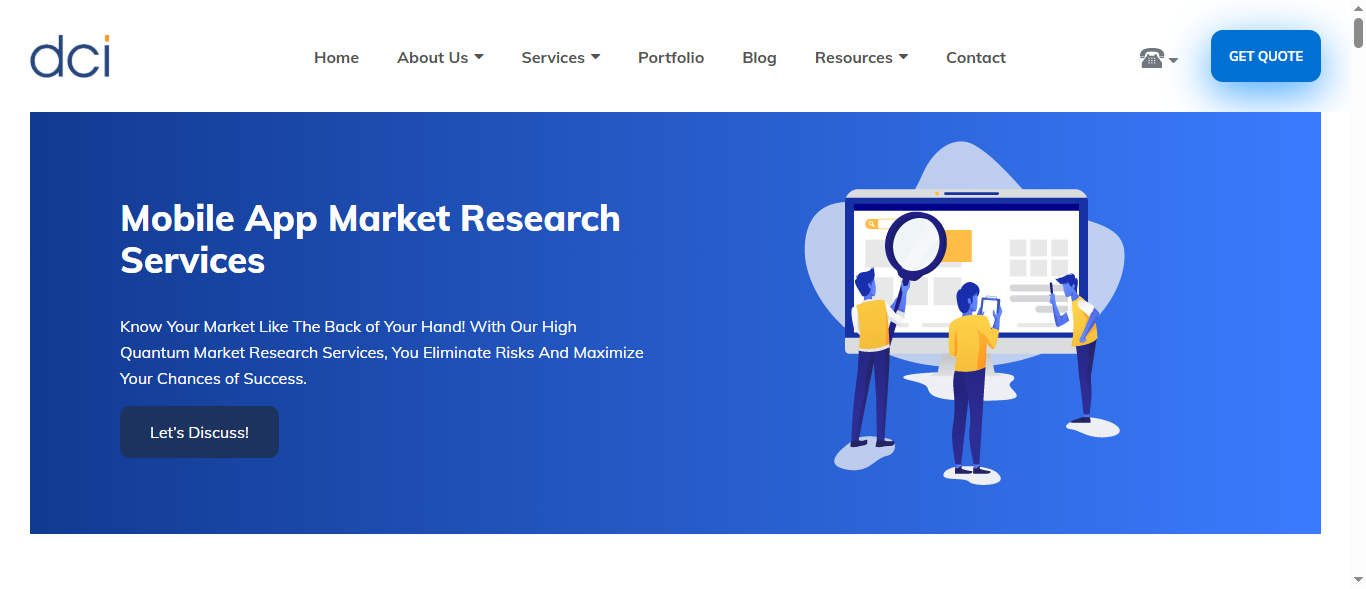 dci
Home About Us Services Portfolio Blog Resources Contact
GET QUOTE
Mobile App Market Research
Services
Know Your Market Like The Back of Your Hand! With Our High
Quantum Market Research Services, You Eliminate Risks And Maximize
Your Chances of Success.
Let's Discuss!